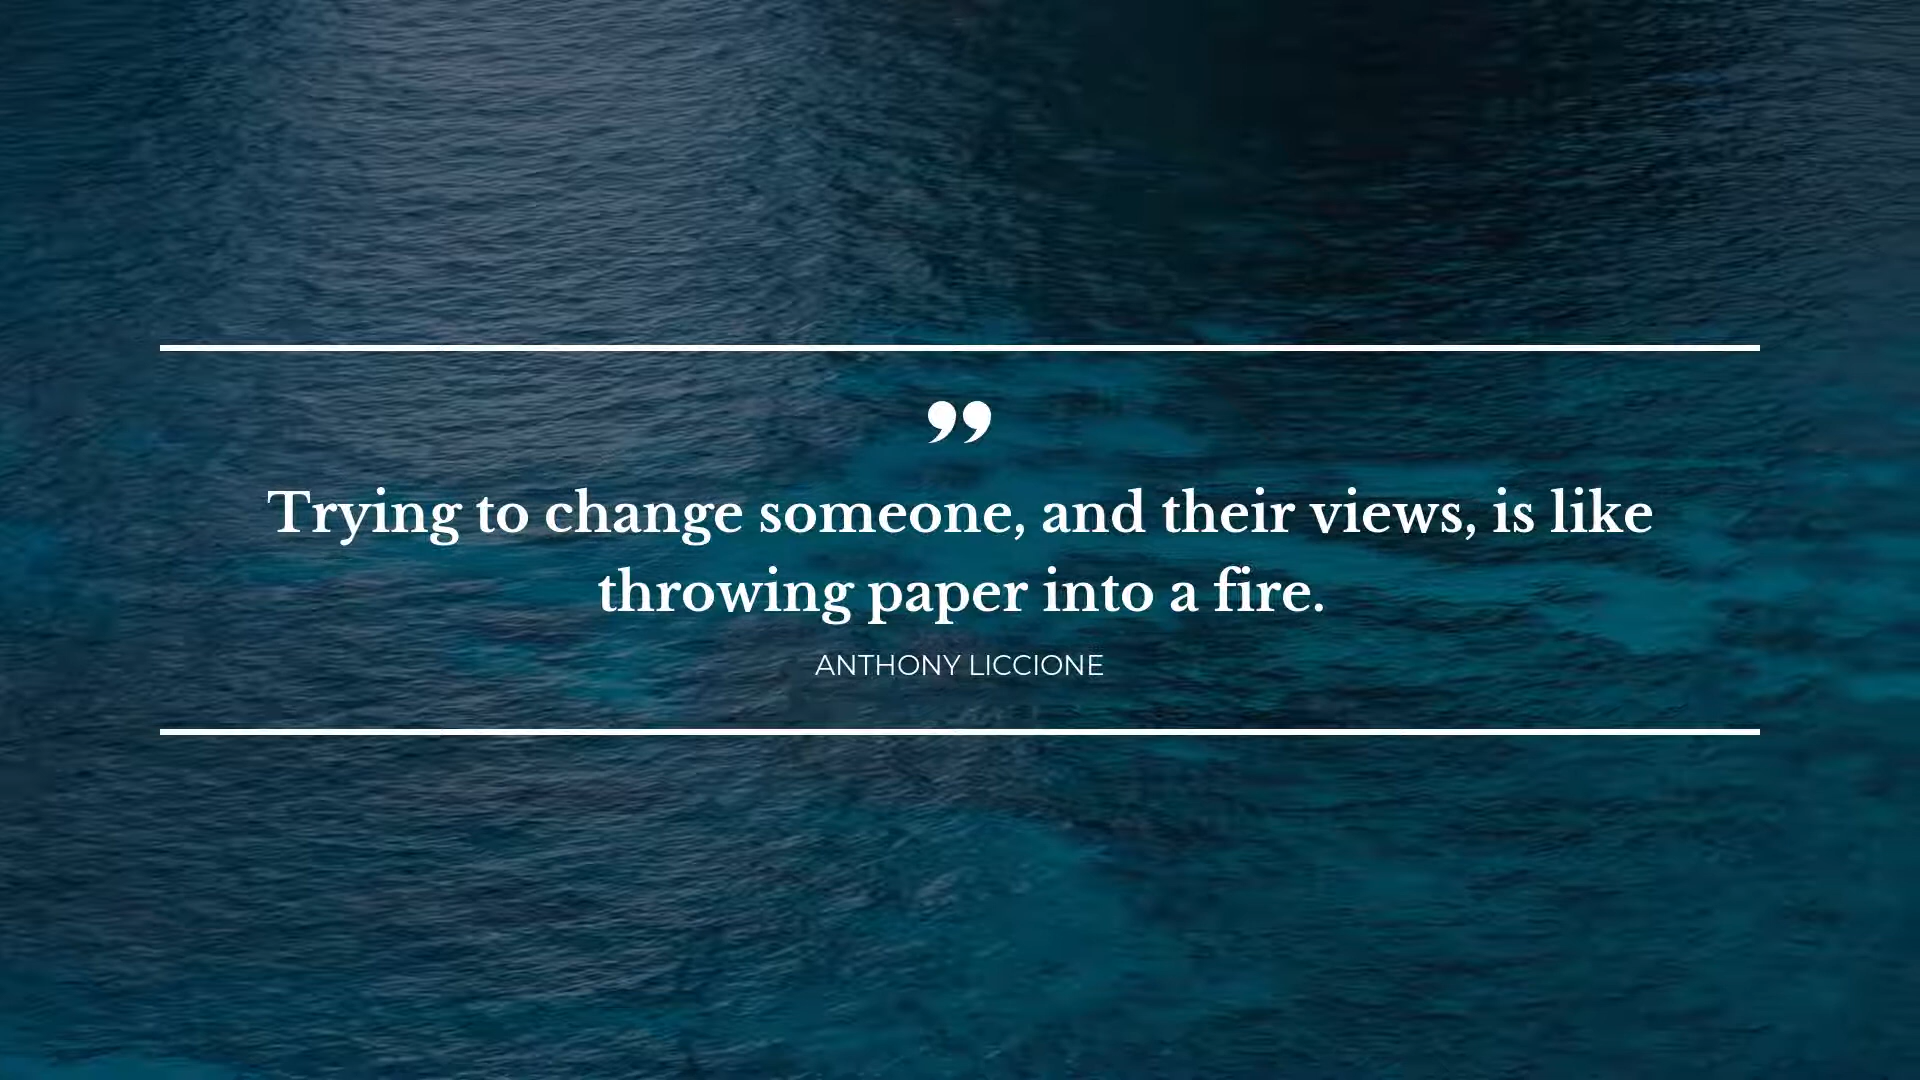 ”
Trying to change someone, and their views, is like
throwing paper into a fire.
ANTHONY LICCIONE